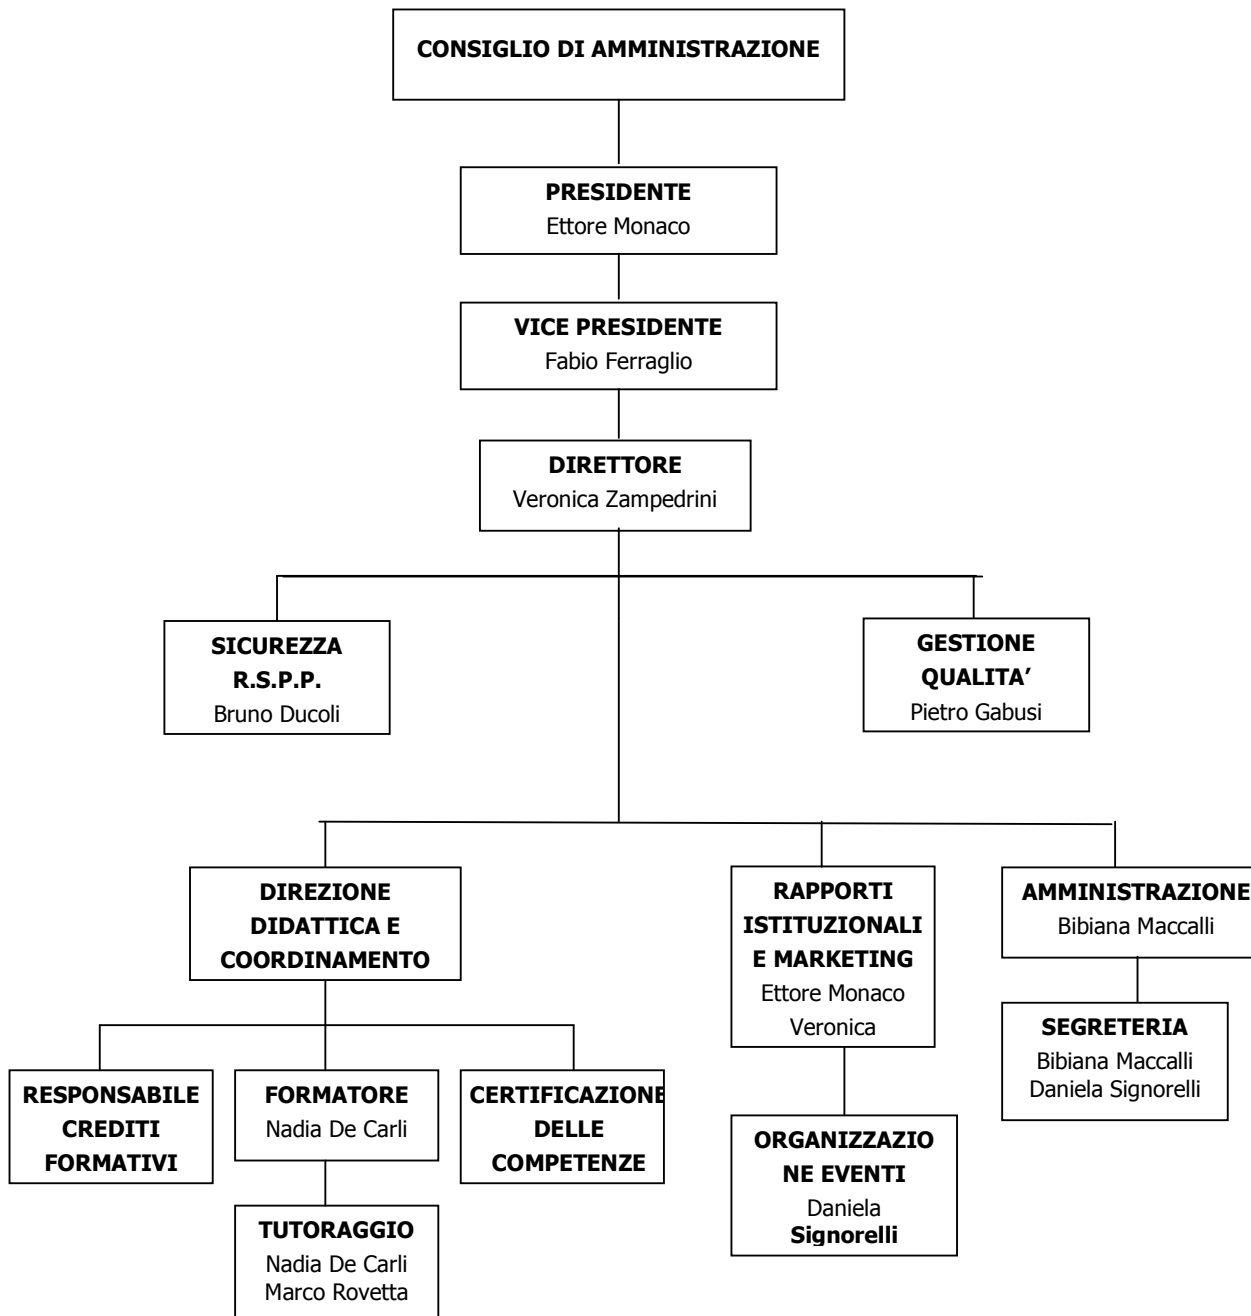 CONSIGLIO DI AMMINISTRAZIONE
PRESIDENTE
Ettore Monaco
VICE PRESIDENTE
Fabio Ferraglio
DIRETTORE
Veronica Zampedrini
SICUREZZA
R.S.P.P.
Bruno Ducoli
GESTIONE
QUALITA’
Pietro Gabusi
DIREZIONE
DIDATTICA E
COORDINAMENTO
RAPPORTI
ISTITUZIONALI
E MARKETING
Ettore Monaco
Veronica
AMMINISTRAZIONE
Bibiana Maccalli
SEGRETERIA
Bibiana Maccalli
Daniela Signorelli
RESPONSABILE
CREDITI
FORMATIVI
FORMATORE
Nadia De Carli
CERTIFICAZIONE
DELLE
COMPETENZE
ORGANIZZAZIO
NE EVENTI
Daniela
Signorelli
TUTORAGGIO
Nadia De Carli
Marco Rovetta